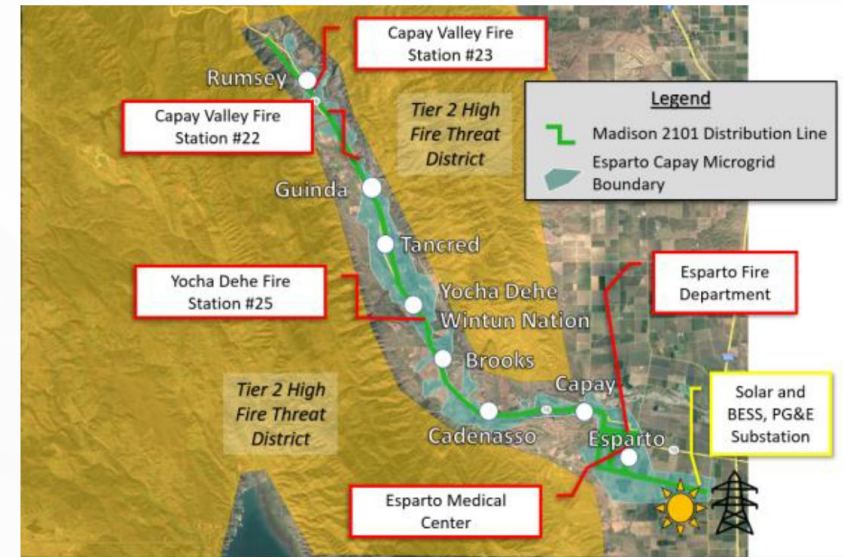 Capay Valley Fire
Station #23
Rumsey
Capay Valley Fire
Station #22
Tier 2 High
Fire Threat
District
Legend
Madison 2101 Distribution Line
Esparto Capay Microgrid
Boundary
Guinda
Tancred
Yocha Dehe Fire
Station #25
Yocha Dehe
Wintun Nation
Esparto Fire
Department
Brooks
Capay
Tier 2 High
Fire Threat
District
Solar and
BESS, PG&E
Substation
Cadenasso
Esparto
Esparto Medical
Center